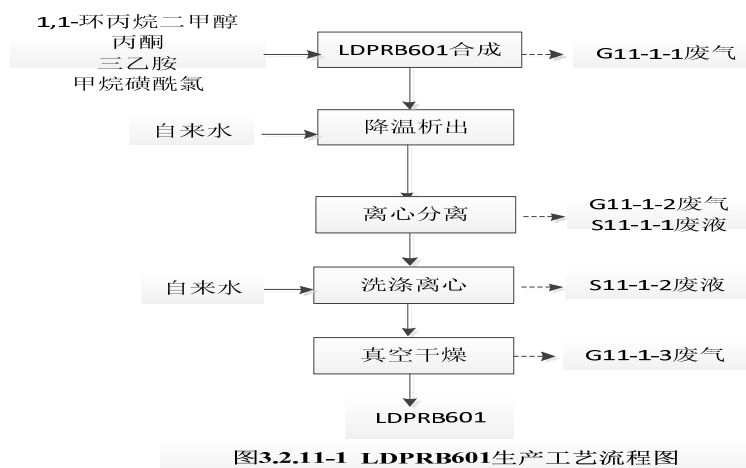 1,1-环丙烷二甲醇
丙酮
三乙胺
甲烷磺酰氯
LDPRB601合成
G11-1-1废气
自来水
降温析出
离心分离
G11-1-2废气
S11-1-1废液
自来水
洗涤离心
S11-1-2废液
真空干燥
G11-1-3废气
LDPRB601
图3.2.11-1 LDPRB601生产工艺流程图